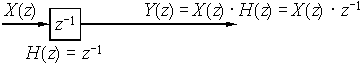 X(z) z⁻¹ Y(z) = X(z) · H(z) = X(z) · z⁻¹
H(z) = z⁻¹